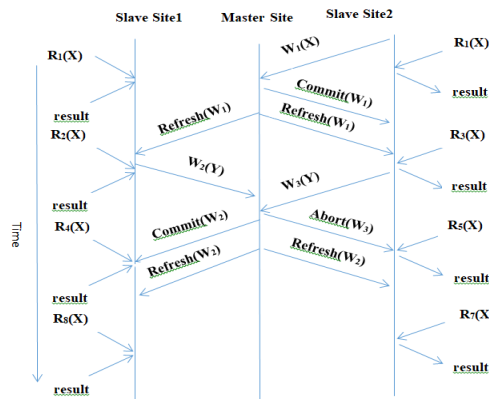 Slave Site1 Master Site Slave Site2
R₁(X) W₁(X) R₁(X)
Commit(W₁) result
result Refresh(W₁) Refresh(W₁)
R₂(X) R₃(X)
W₂(Y) W₃(Y)
result result
R₄(X) Commit(W₂) Abort(W₃) R₅(X)
Refresh(W₂) Refresh(W₂)
result result
R₈(X) R₇(X
result result
Time